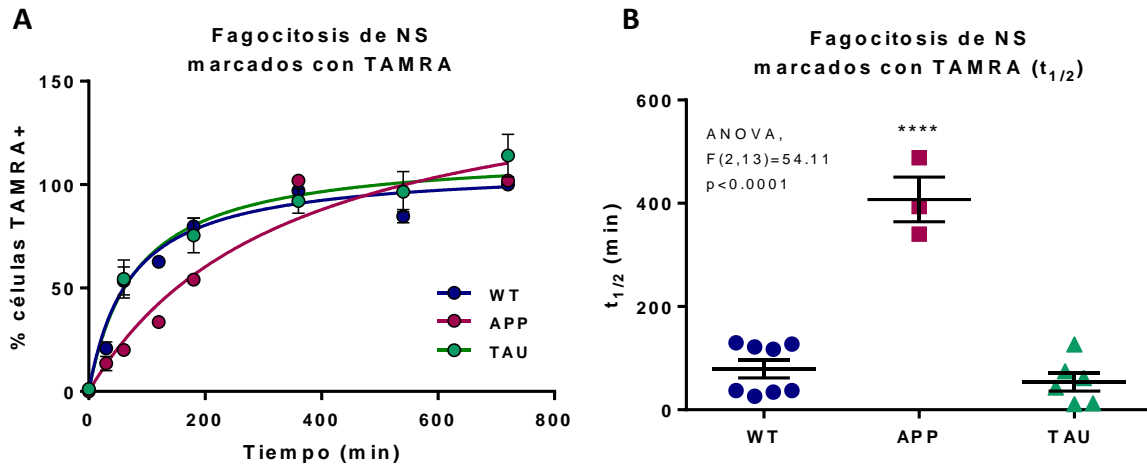 A
Fagocitosis de NS
marcados con TAMRA
% células TAMRA+
150
100
50
0
0
200
400
600
800
Tiempo (min)
WT
APP
TAU
B
Fagocitosis de NS
marcados con TAMRA (t1/2)
t1/2 (min)
600
400
200
0
ANOVA,
F(2,13)=54.11
p<0.0001
****
WT
APP
TAU